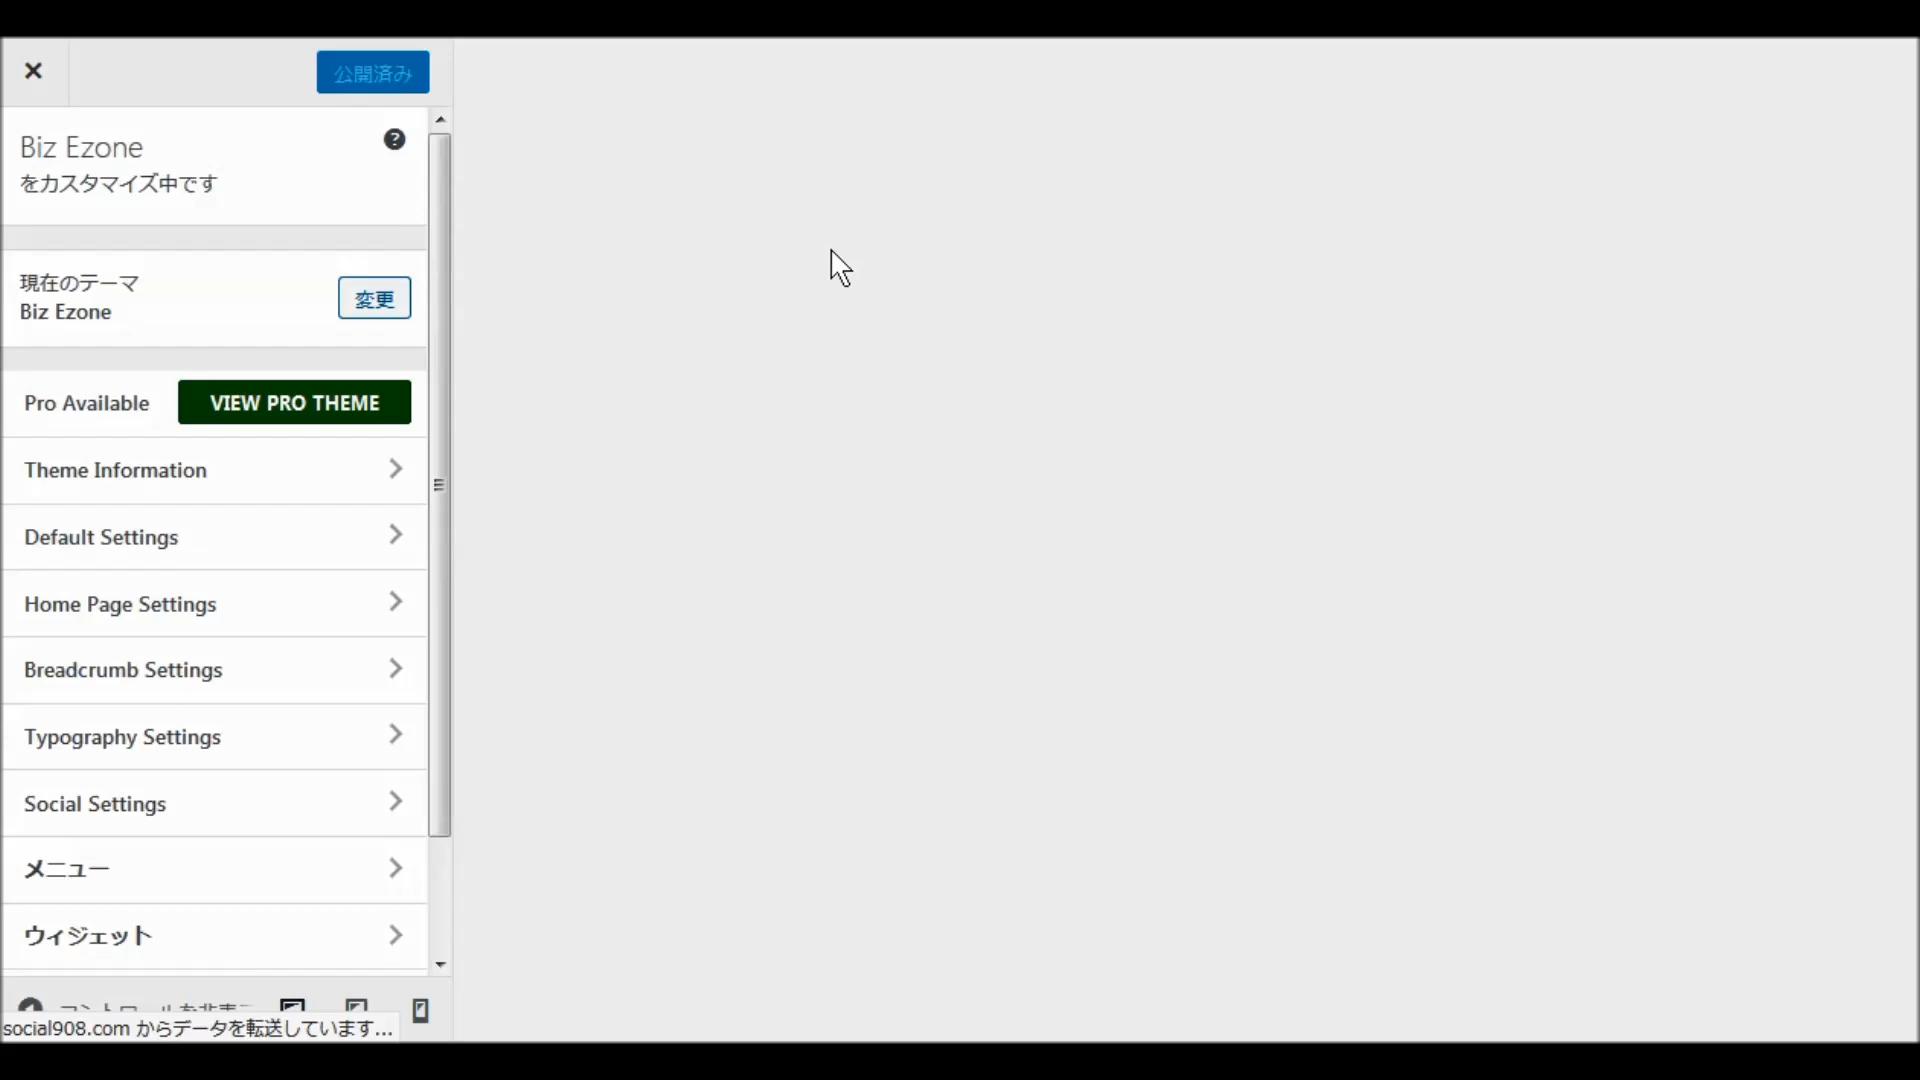 公開済み
Biz Ezone
をカスタマイズ中です
現在のテーマ
Biz Ezone
変更
Pro Available
VIEW PRO THEME
Theme Information
Default Settings
Home Page Settings
Breadcrumb Settings
Typography Settings
Social Settings
メニュー
ウィジェット
social908.com からデータを転送しています...